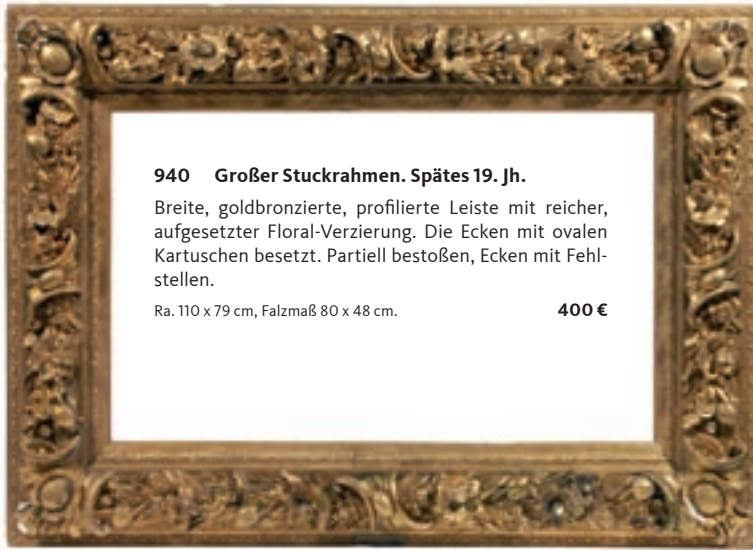 940 Großer Stuckrahmen. Spätes 19. Jh.
Breite, goldbronzierte, profilierte Leiste mit reicher,
aufgesetzter Floral-Verzierung. Die Ecken mit ovalen
Kartuschen besetzt. Partiell bestoßen, Ecken mit Fehl-
stellen.
Ra. 110 x 79 cm, Falzmaß 80 x 48 cm. 400 €